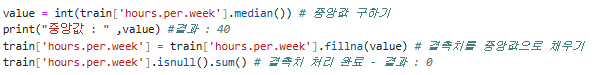 value = int(train['hours.per.week'].median()) # 중앙값 구하기
print("중앙값 : " ,value) #결과 : 40
train['hours.per.week'] = train['hours.per.week'].fillna(value) # 결측치를 중앙값으로 채우기
train['hours.per.week'].isnull().sum() # 결측치 처리 완료 - 결과 : 0